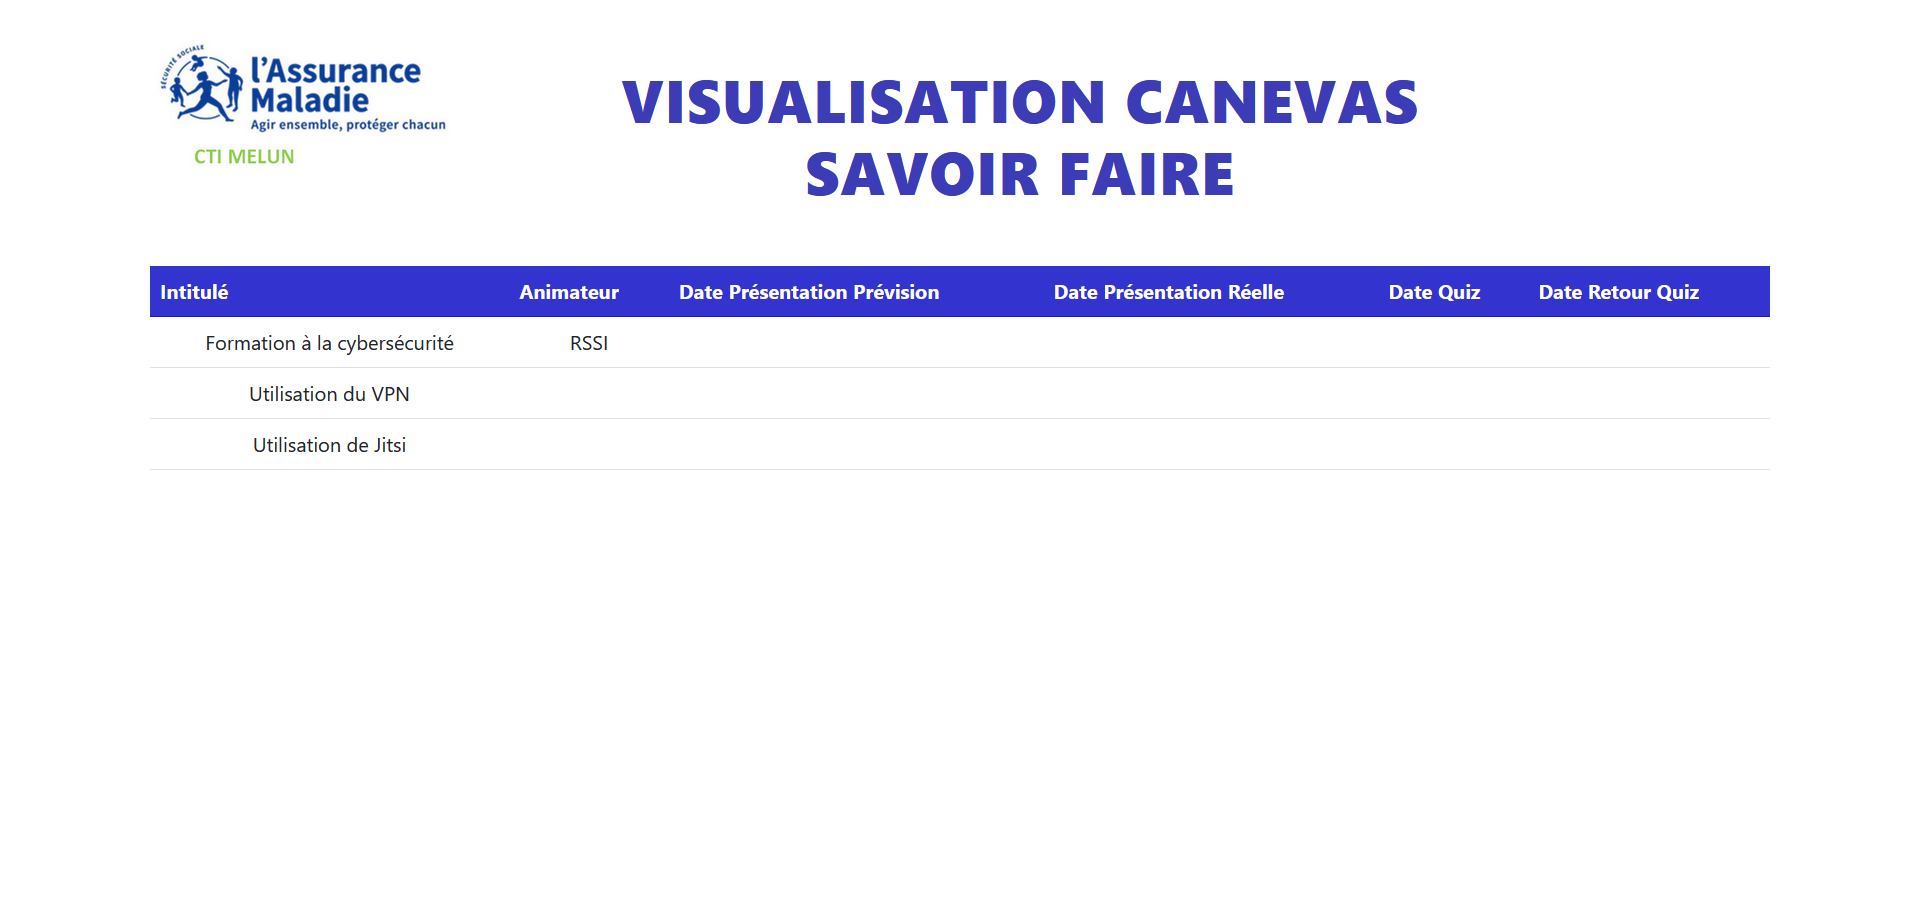 SÉCURITÉ SOCIALE
l'Assurance
Maladie
Agir ensemble, protéger chacun
CTI MELUN
VISUALISATION CANEVAS
SAVOIR FAIRE
Intitulé Animateur Date Présentation Prévision Date Présentation Réelle Date Quiz Date Retour Quiz
Formation à la cybersécurité RSSI
Utilisation du VPN
Utilisation de Jitsi